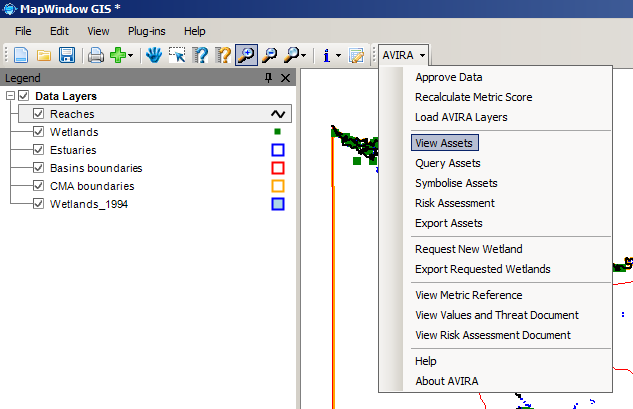 MapWindow GIS *
File Edit View Plug-ins Help
AVIRA
Legend
Data Layers
Reaches
Wetlands
Estuaries
Basins boundaries
CMA boundaries
Wetlands_1994
Approve Data
Recalculate Metric Score
Load AVIRA Layers
View Assets
Query Assets
Symbolise Assets
Risk Assessment
Export Assets
Request New Wetland
Export Requested Wetlands
View Metric Reference
View Values and Threat Document
View Risk Assessment Document
Help
About AVIRA